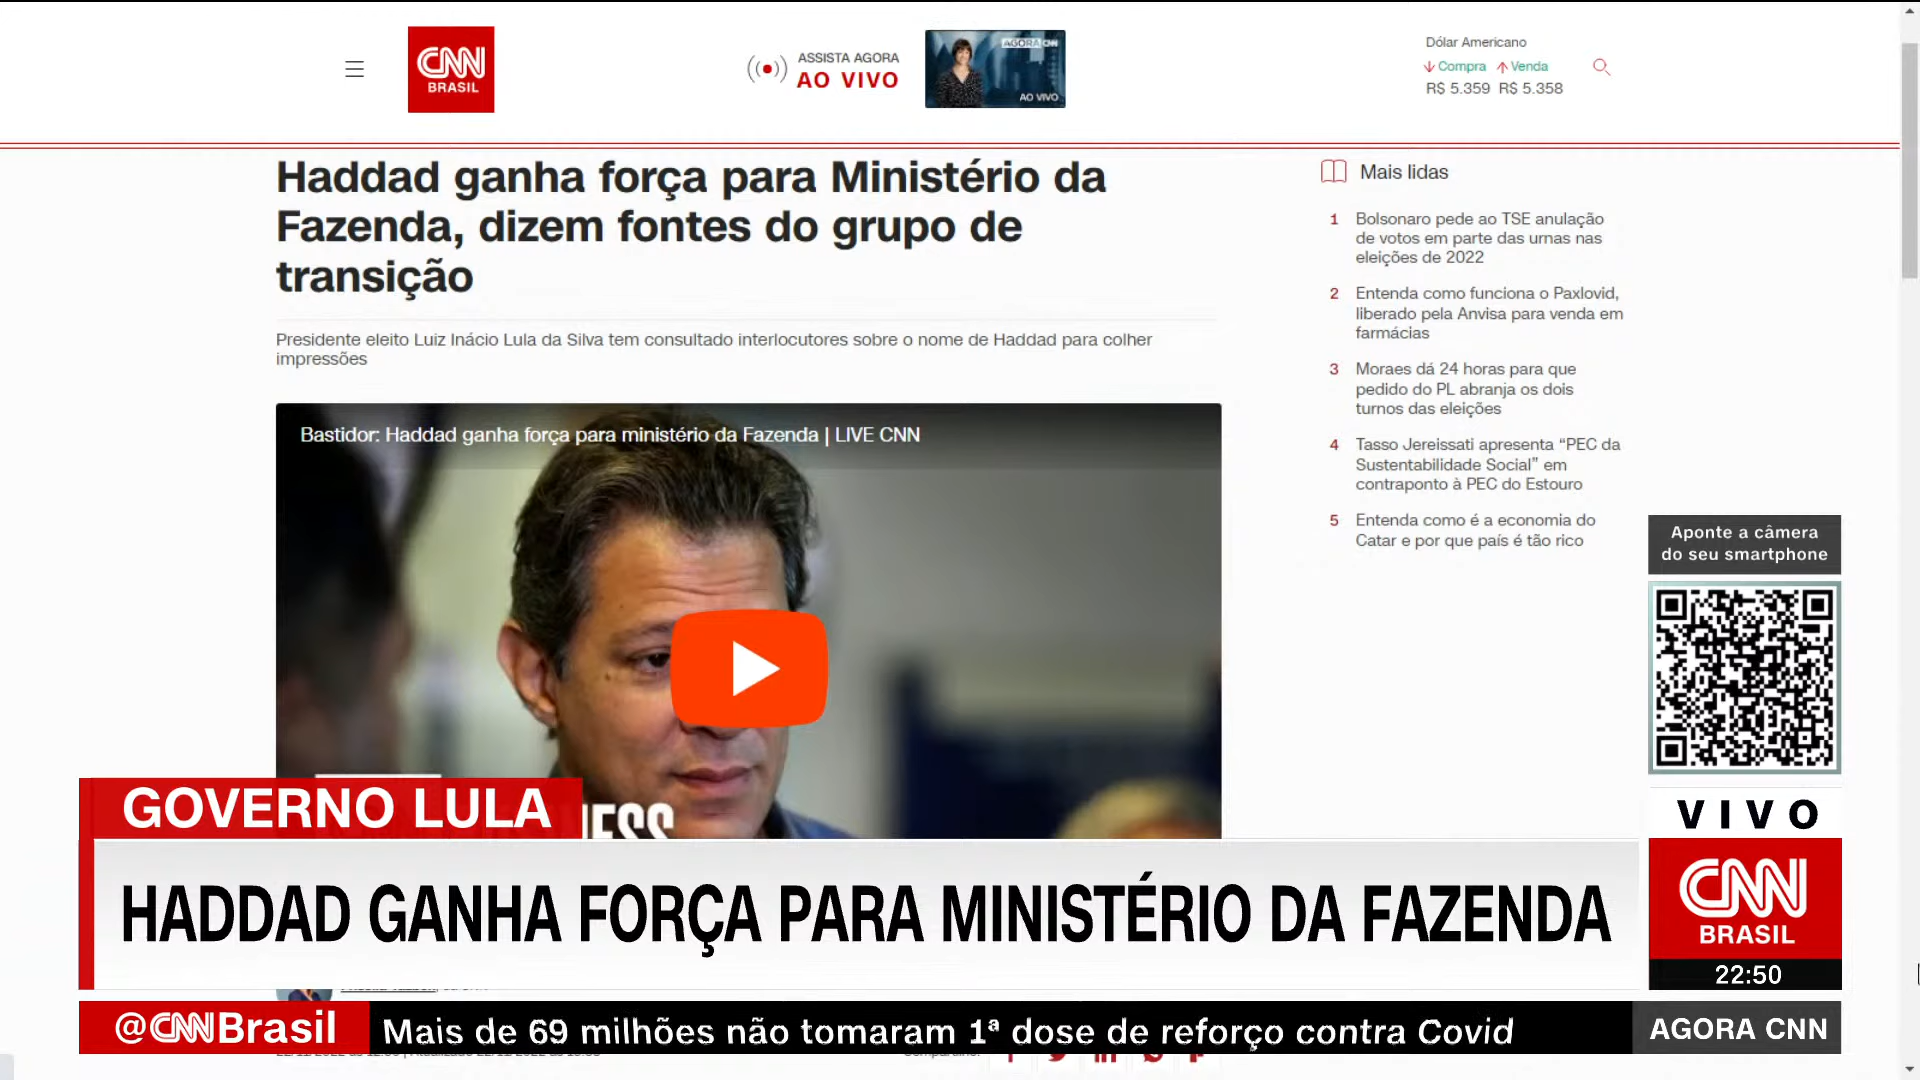 CNN
BRASIL
ASSISTA AGORA
AO VIVO
AGORA CNN
AO VIVO
Dólar Americano
Compra Venda
R$ 5.359 R$ 5.358
Haddad ganha força para Ministério da
Fazenda, dizem fontes do grupo de
transição
Presidente eleito Luiz Inácio Lula da Silva tem consultado interlocutores sobre o nome de Haddad para colher
impressões
Bastidor: Haddad ganha força para ministério da Fazenda | LIVE CNN
Mais lidas
1 Bolsonaro pede ao TSE anulação
de votos em parte das urnas nas
eleições de 2022
2 Entenda como funciona o Paxlovid,
liberado pela Anvisa para venda em
farmácias
3 Moraes dá 24 horas para que
pedido do PL abranja os dois
turnos das eleições
4 Tasso Jereissati apresenta “PEC da
Sustentabilidade Social” em
contraponto à PEC do Estouro
5 Entenda como é a economia do
Catar e por que país é tão rico
Aponte a câmera
do seu smartphone
GOVERNO LULA
HADDAD GANHA FORÇA PARA MINISTÉRIO DA FAZENDA
VIVO
CNN
BRASIL
22:50
@CNNBrasil
Mais de 69 milhões não tomaram 1ª dose de reforço contra Covid
AGORA CNN